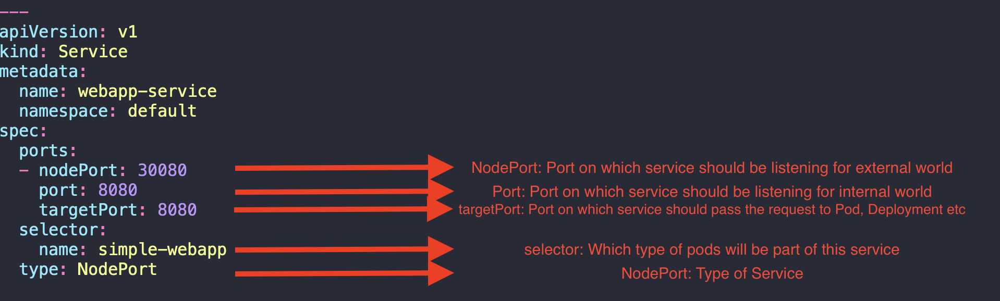 ---
apiVersion: v1
kind: Service
metadata:
  name: webapp-service
  namespace: default
spec:
  ports:
  - nodePort: 30080 NodePort: Port on which service should be listening for external world
    port: 8080 Port: Port on which service should be listening for internal world
    targetPort: 8080 targetPort: Port on which service should pass the request to Pod, Deployment etc
  selector:
    name: simple-webapp selector: Which type of pods will be part of this service
  type: NodePort NodePort: Type of Service